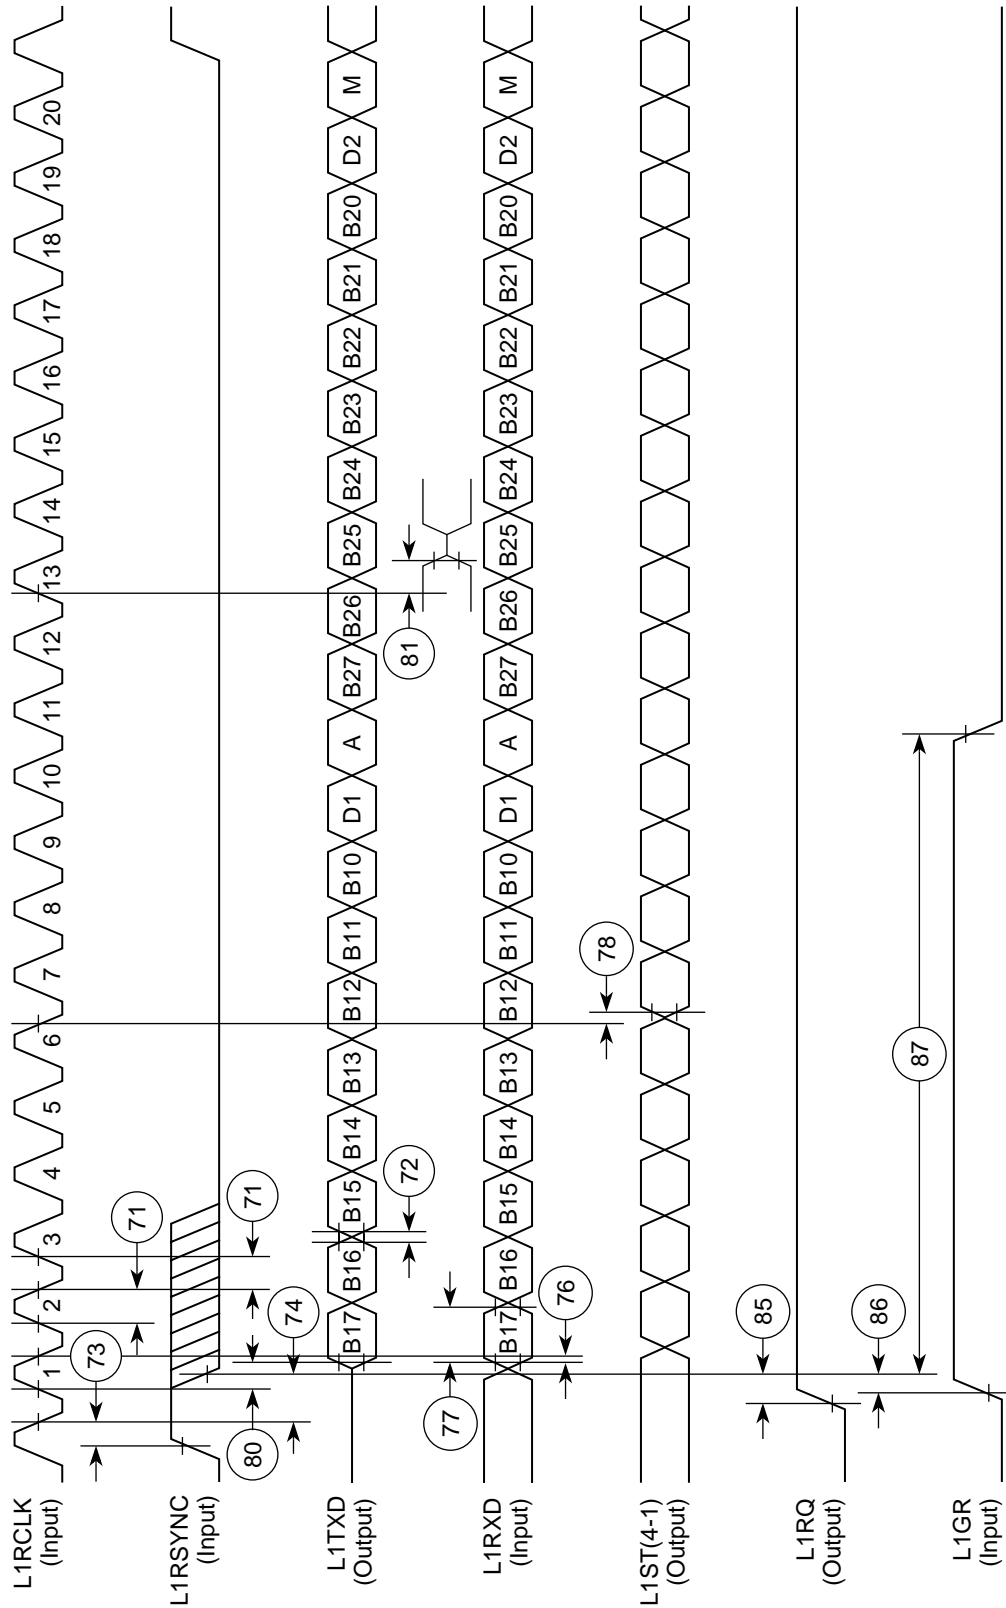 L1RCLK
(Input)
1 2 3 4 5 6 7 8 9 10 11 12 13 14 15 16 17 18 19 20
73
71
71
L1RSYNC
(Input)
80
74
L1TXD
(Output)
B17 B16 B15 B14 B13 B12 B11 B10 D1 A B27 B26 B25 B24 B23 B22 B21 B20 D2 M
72
81
77
L1RXD
(Input)
B17 B16 B15 B14 B13 B12 B11 B10 D1 A B27 B26 B25 B24 B23 B22 B21 B20 D2 M
76
78
L1ST(4-1)
(Output)
85
L1RQ
(Output)
86
87
L1GR
(Input)